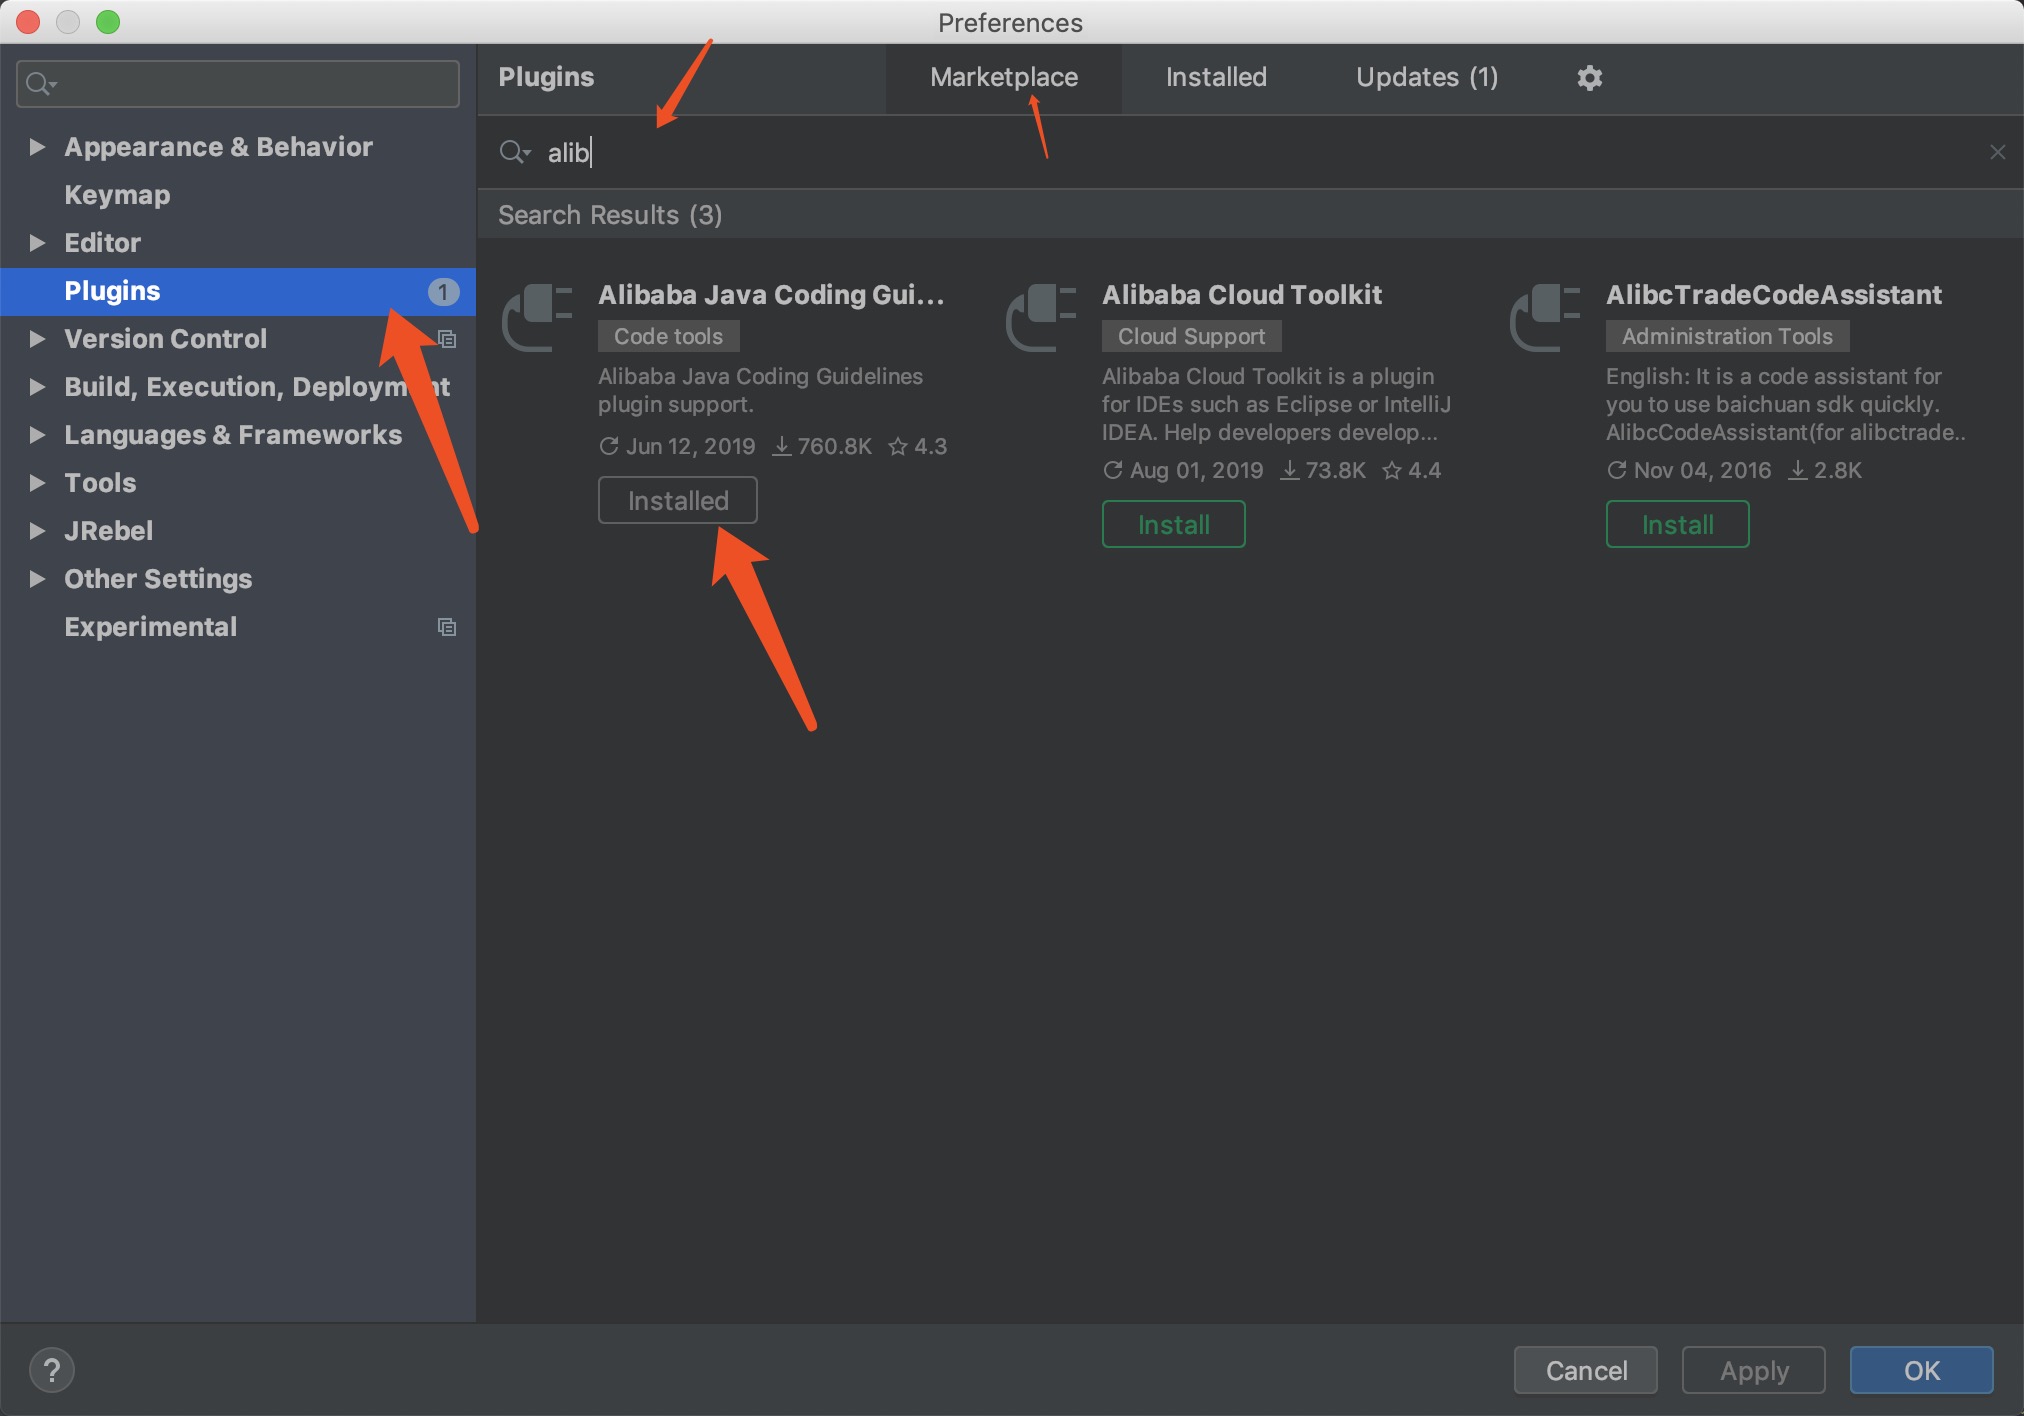 Preferences
Plugins
Marketplace
Installed
Updates (1)
alib
Search Results (3)
Appearance & Behavior
Keymap
Editor
Plugins
1
Version Control
Build, Execution, Deployment
Languages & Frameworks
Tools
JRebel
Other Settings
Experimental
Alibaba Java Coding Gui...
Code tools
Alibaba Java Coding Guidelines
plugin support.
Jun 12, 2019 760.8K 4.3
Installed
Alibaba Cloud Toolkit
Cloud Support
Alibaba Cloud Toolkit is a plugin
for IDEs such as Eclipse or IntelliJ
IDEA. Help developers develop...
Aug 01, 2019 73.8K 4.4
Install
AlibcTradeCodeAssistant
Administration Tools
English: It is a code assistant for
you to use baichuan sdk quickly.
AlibcCodeAssistant(for alibctrade..
Nov 04, 2016 2.8K
Install
?
Cancel
Apply
OK